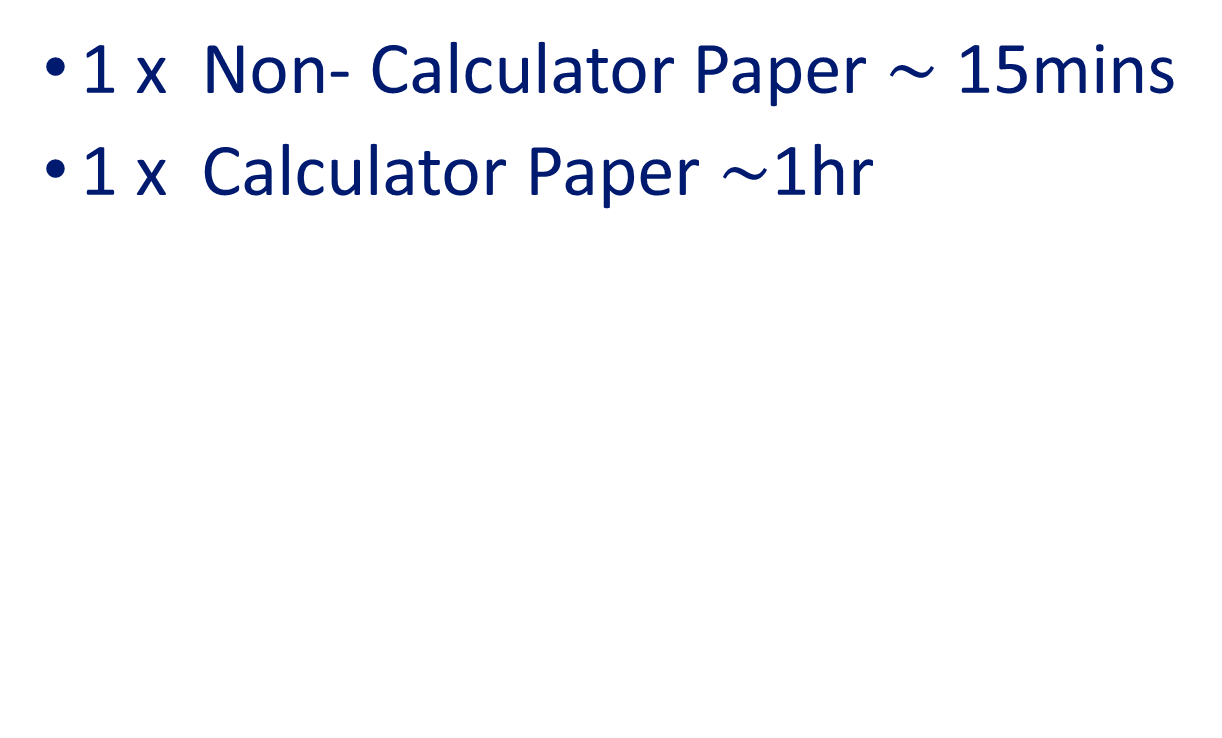 • 1 x  Non- Calculator Paper ~ 15mins
• 1 x  Calculator Paper ~1hr